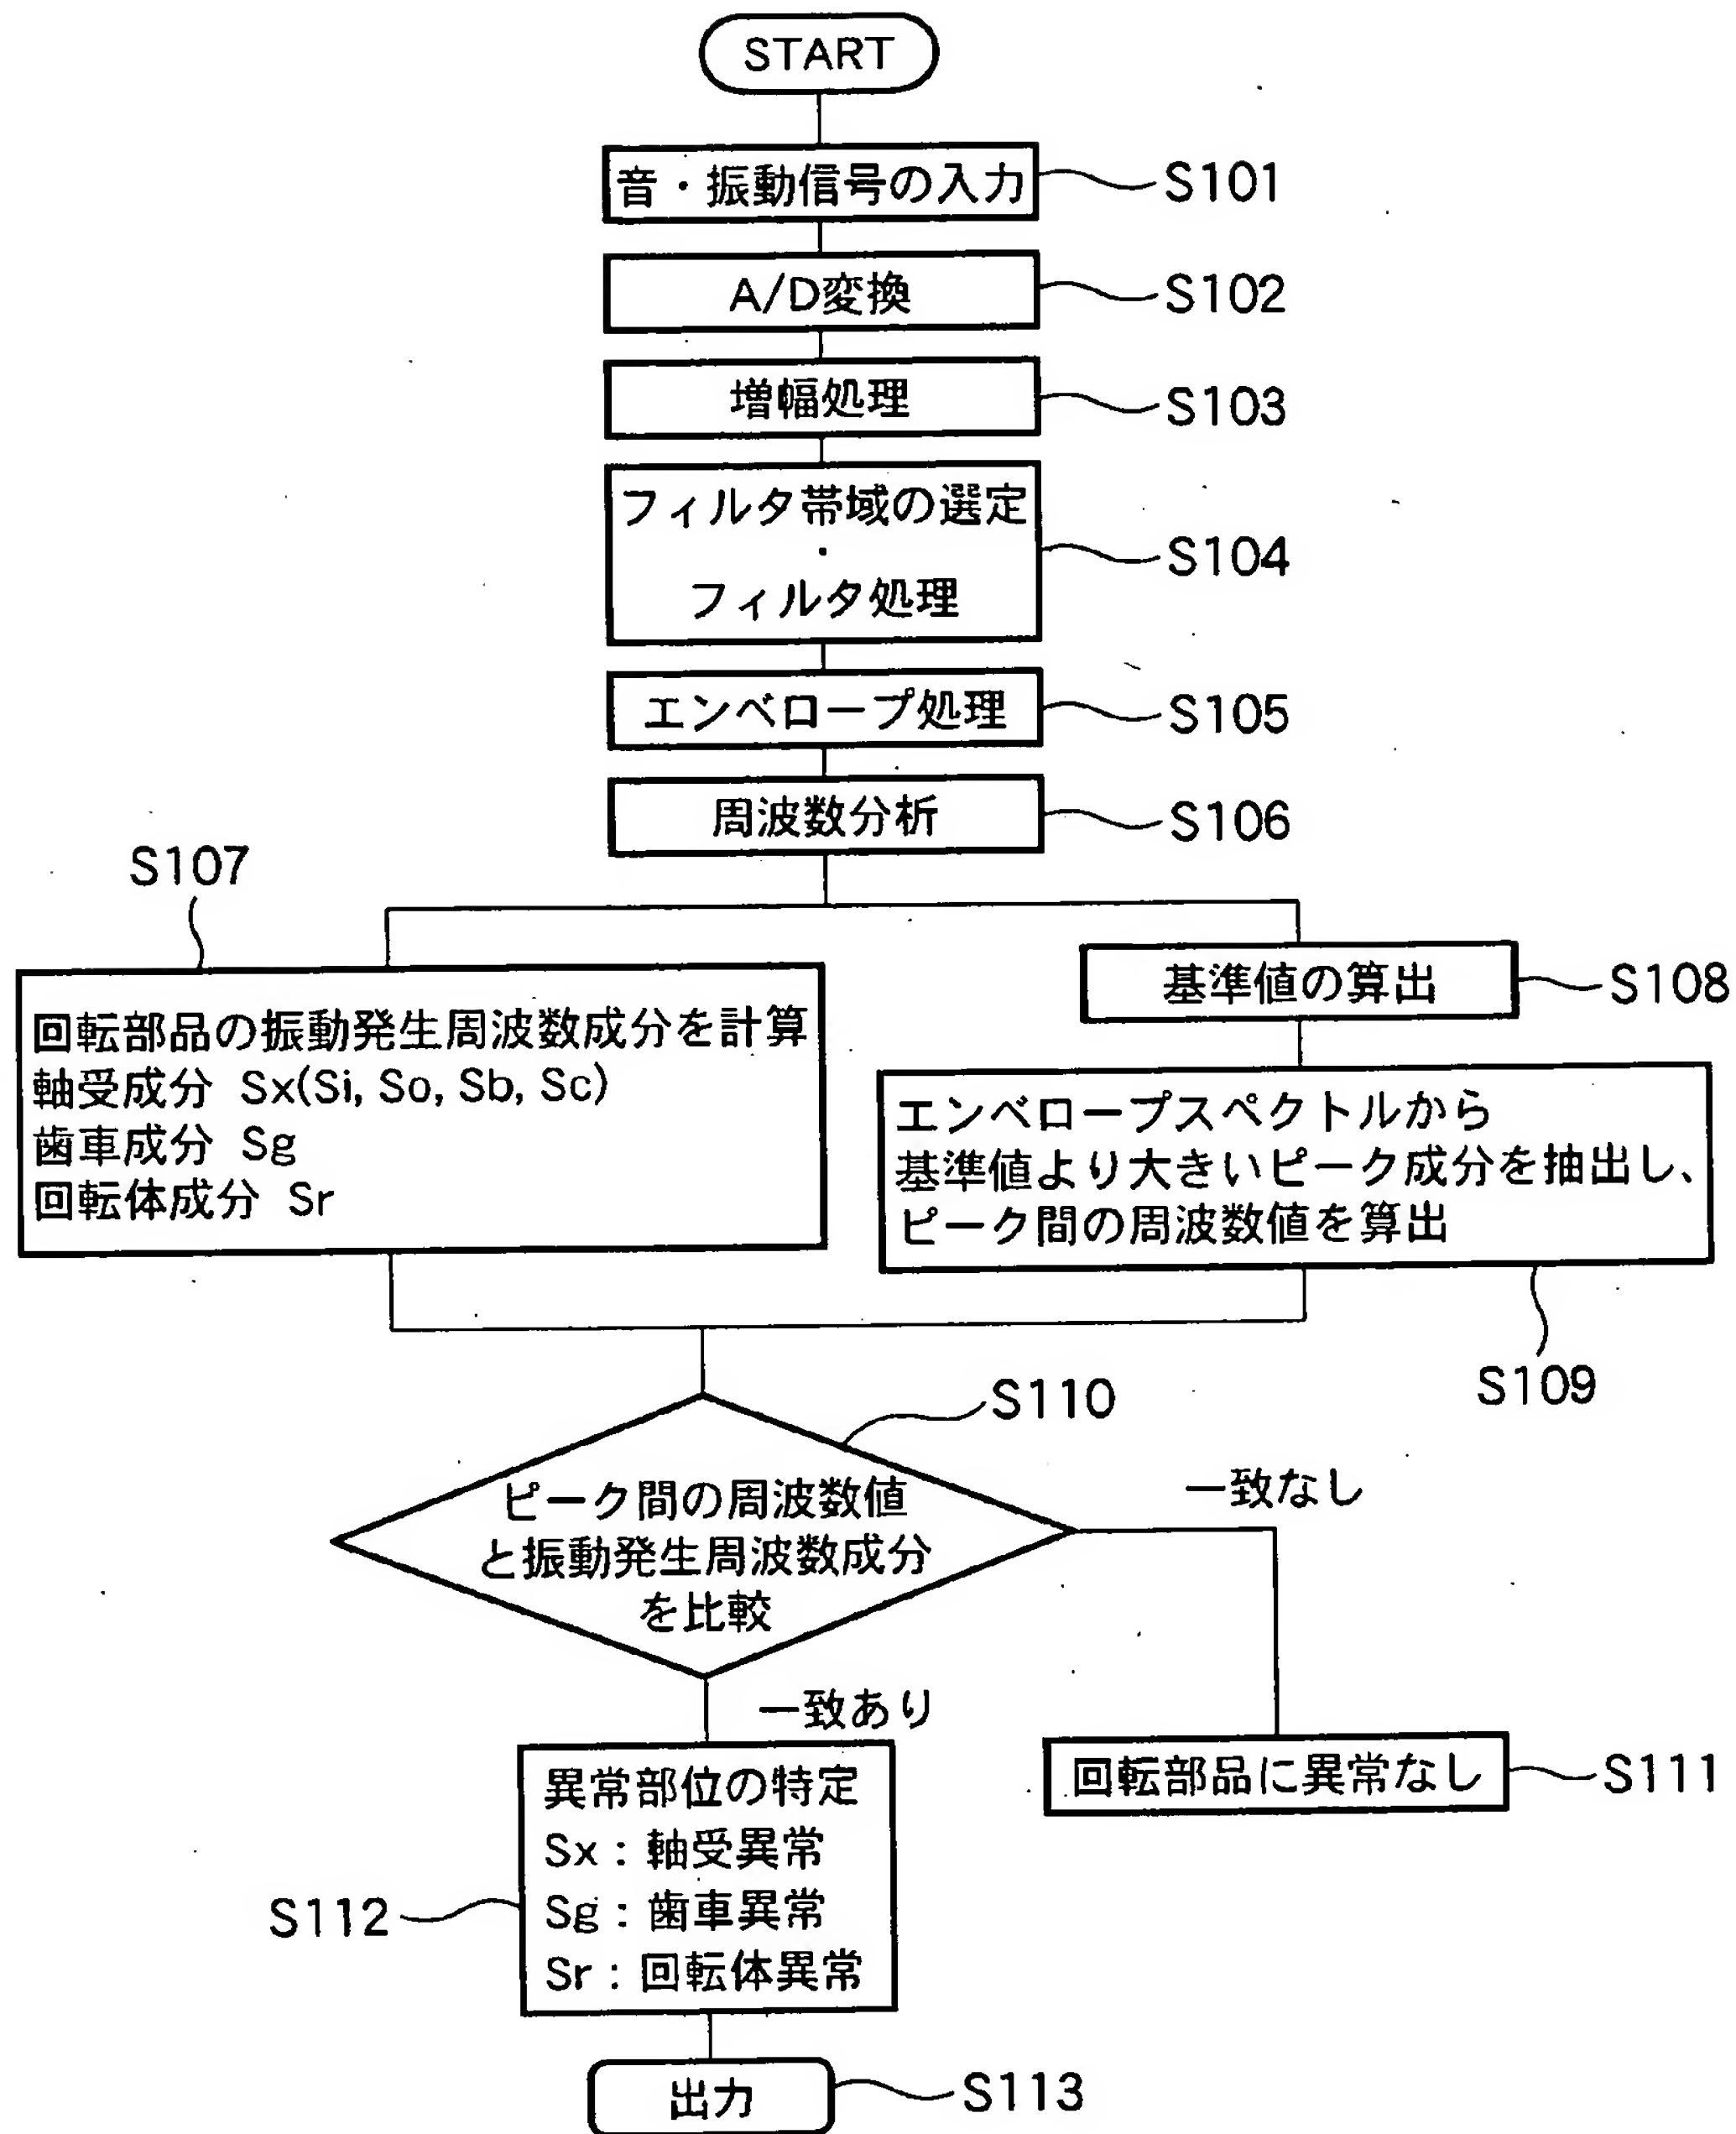 START
音・振動信号の入力
S101
A/D変換
S102
増幅処理
S103
フィルタ帯域の選定
・
フィルタ処理
S104
エンベロープ処理
S105
周波数分析
S106
S107
回転部品の振動発生周波数成分を計算
軸受成分 Sx(Si, So, Sb, Sc)
歯車成分 Sg
回転体成分 Sr
基準値の算出
S108
エンベロープスペクトルから
基準値より大きいピーク成分を抽出し、
ピーク間の周波数値を算出
S109
S110
ピーク間の周波数値
と振動発生周波数成分
を比較
一致なし
一致あり
回転部品に異常なし
S111
異常部位の特定
Sx : 軸受異常
Sg : 歯車異常
Sr : 回転体異常
S112
出力
S113